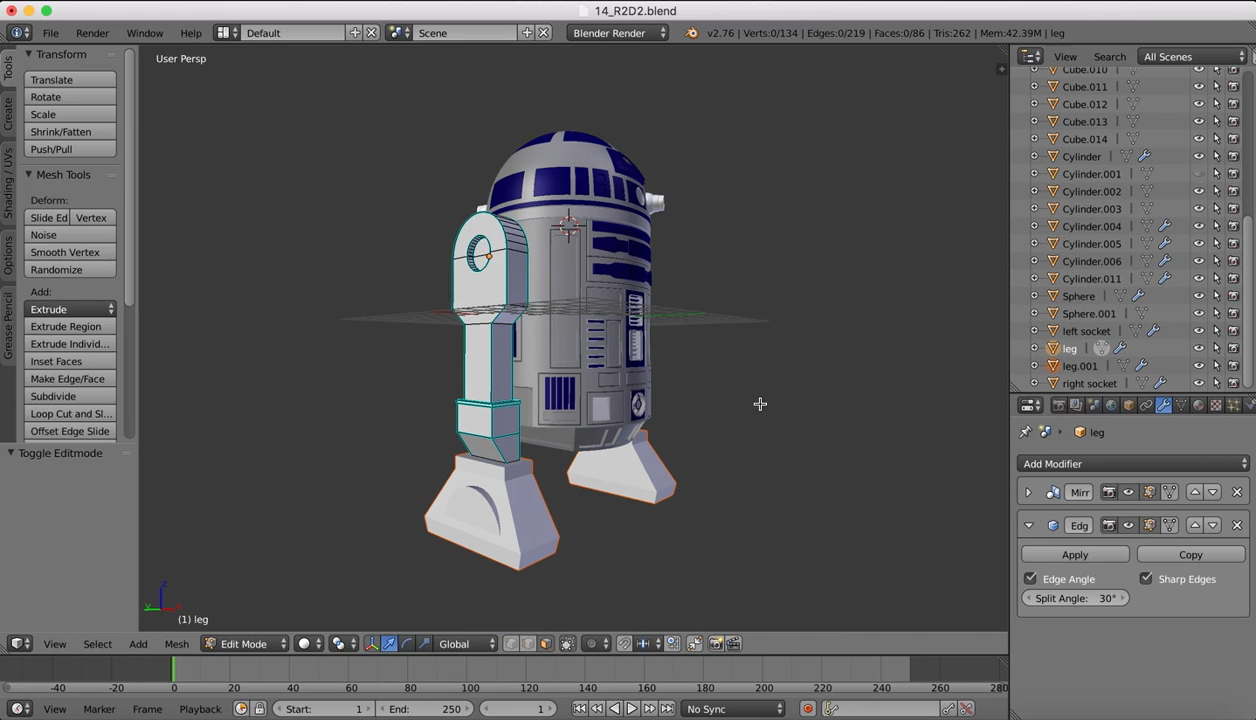 14_R2D2.blend
File Render Window Help Default Scene Blender Render v2.76 | Verts:0/134 | Edges:0/219 | Faces:0/86 | Tris:262 | Mem:42.39M | leg
Tools
Create
Shading / UVs
Options
Grease Pencil
Transform
Translate
Rotate
Scale
Shrink/Fatten
Push/Pull
Mesh Tools
Deform:
Slide Ed Vertex
Noise
Smooth Vertex
Randomize
Add:
Extrude
Extrude Region
Extrude Individ...
Inset Faces
Make Edge/Face
Subdivide
Loop Cut and Sl...
Offset Edge Slide
Toggle Editmode
User Persp
z
y
x
(1) leg
View Select Add Mesh Edit Mode Global
-40 -20 0 20 40 60 80 100 120 140 160 180 200 220 240 260 280
View Marker Frame Playback Start: 1 End: 250 1 No Sync
View Search All Scenes
Cube.010
Cube.011
Cube.012
Cube.013
Cube.014
Cylinder
Cylinder.001
Cylinder.002
Cylinder.003
Cylinder.004
Cylinder.005
Cylinder.006
Cylinder.011
Sphere
Sphere.001
left socket
leg
leg.001
right socket
leg
Add Modifier
Mirr
Edg
Apply Copy
Edge Angle Sharp Edges
Split Angle: 30°